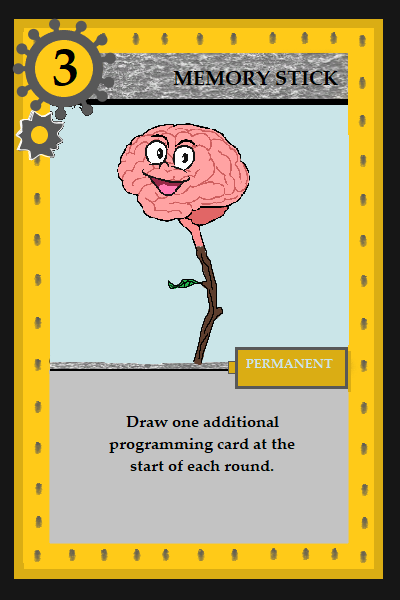 3
MEMORY STICK
PERMANENT
Draw one additional
programming card at the
start of each round.